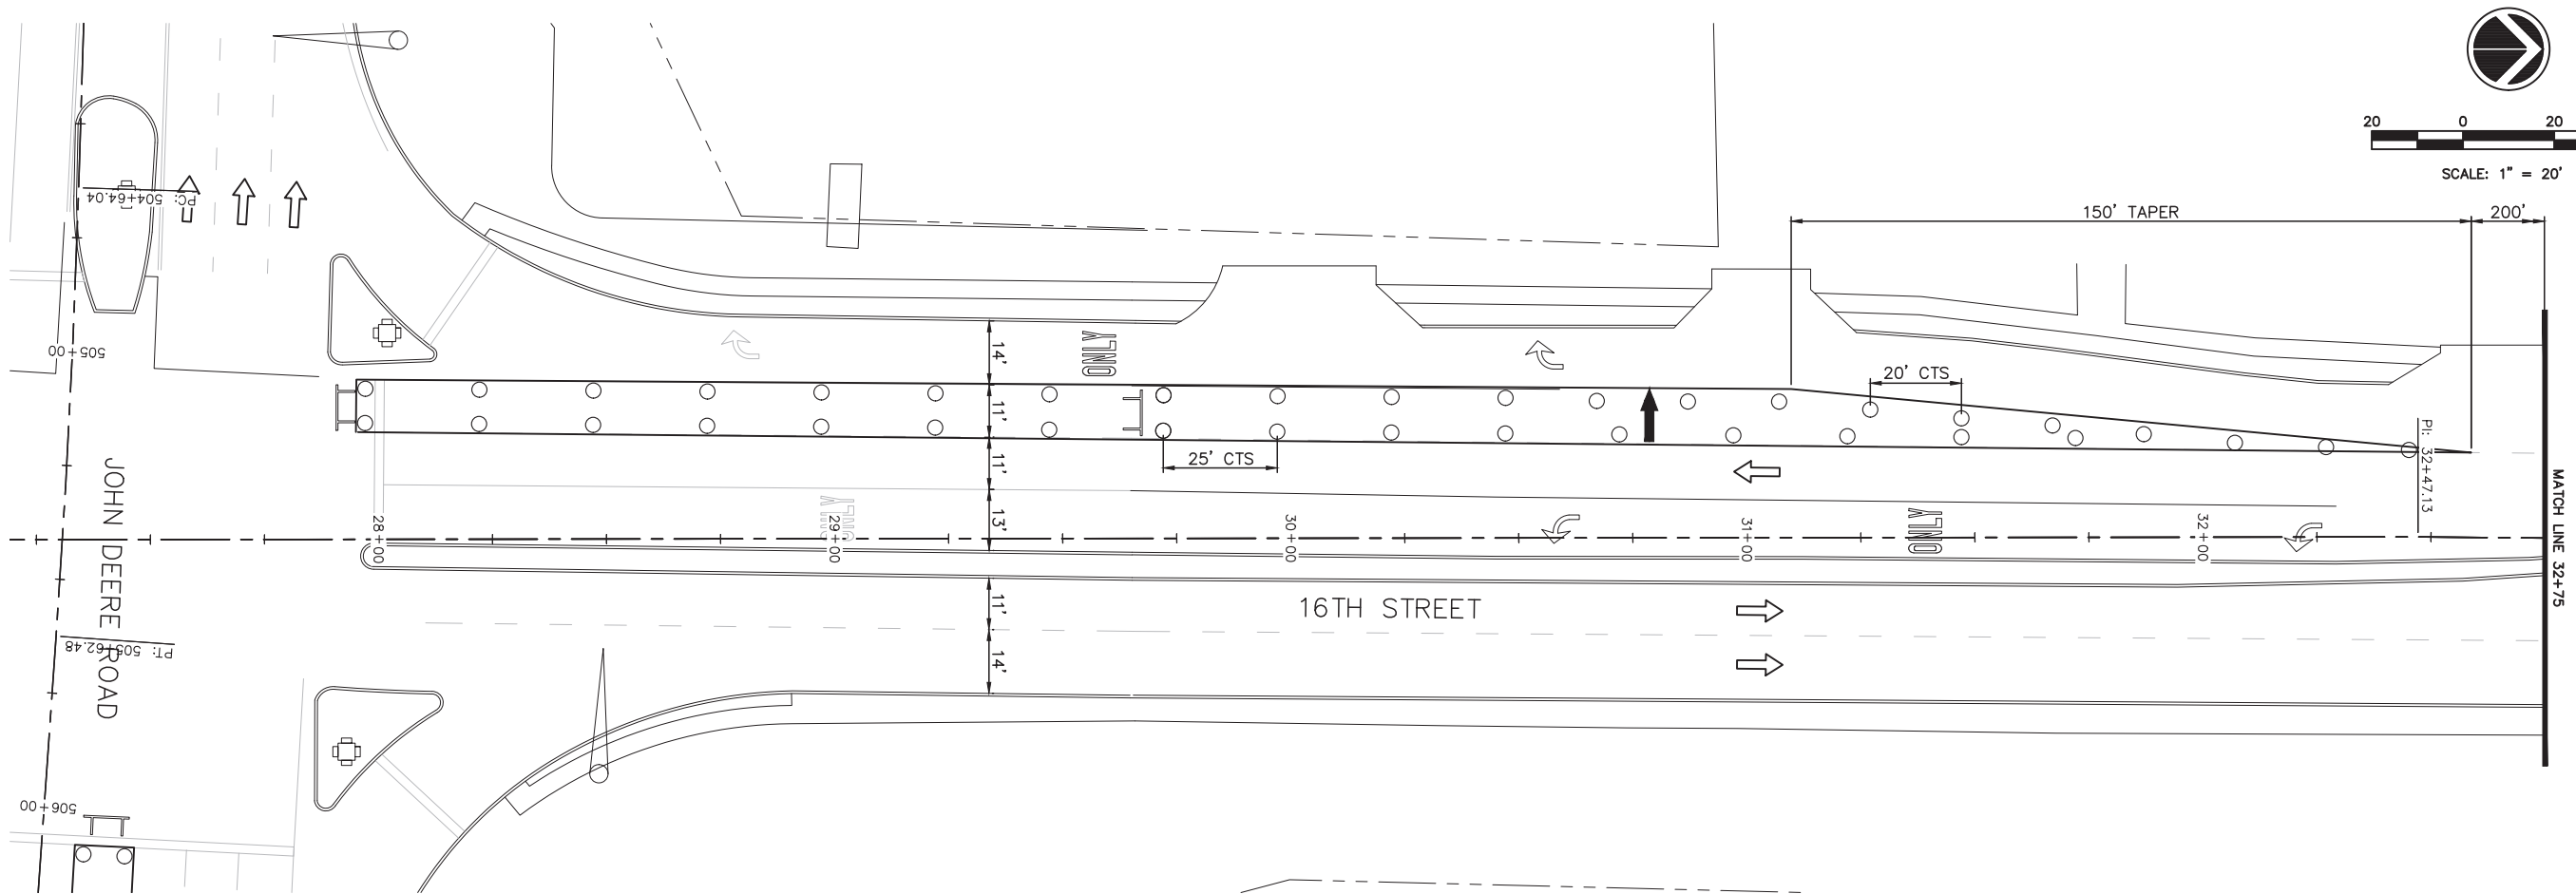 20 0 20
SCALE: 1" = 20'
150' TAPER
200'
PC: 504+64.04
505+00
14'
ONLY
20' CTS
11'
25' CTS
11'
PI: 32+47.13
MATCH LINE 32+75
JOHN DEERE ROAD
13'
ONLY
28+00
29+00
30+00
31+00
ONLY
32+00
11'
16TH STREET
14'
PT: 505+62.48
506+00